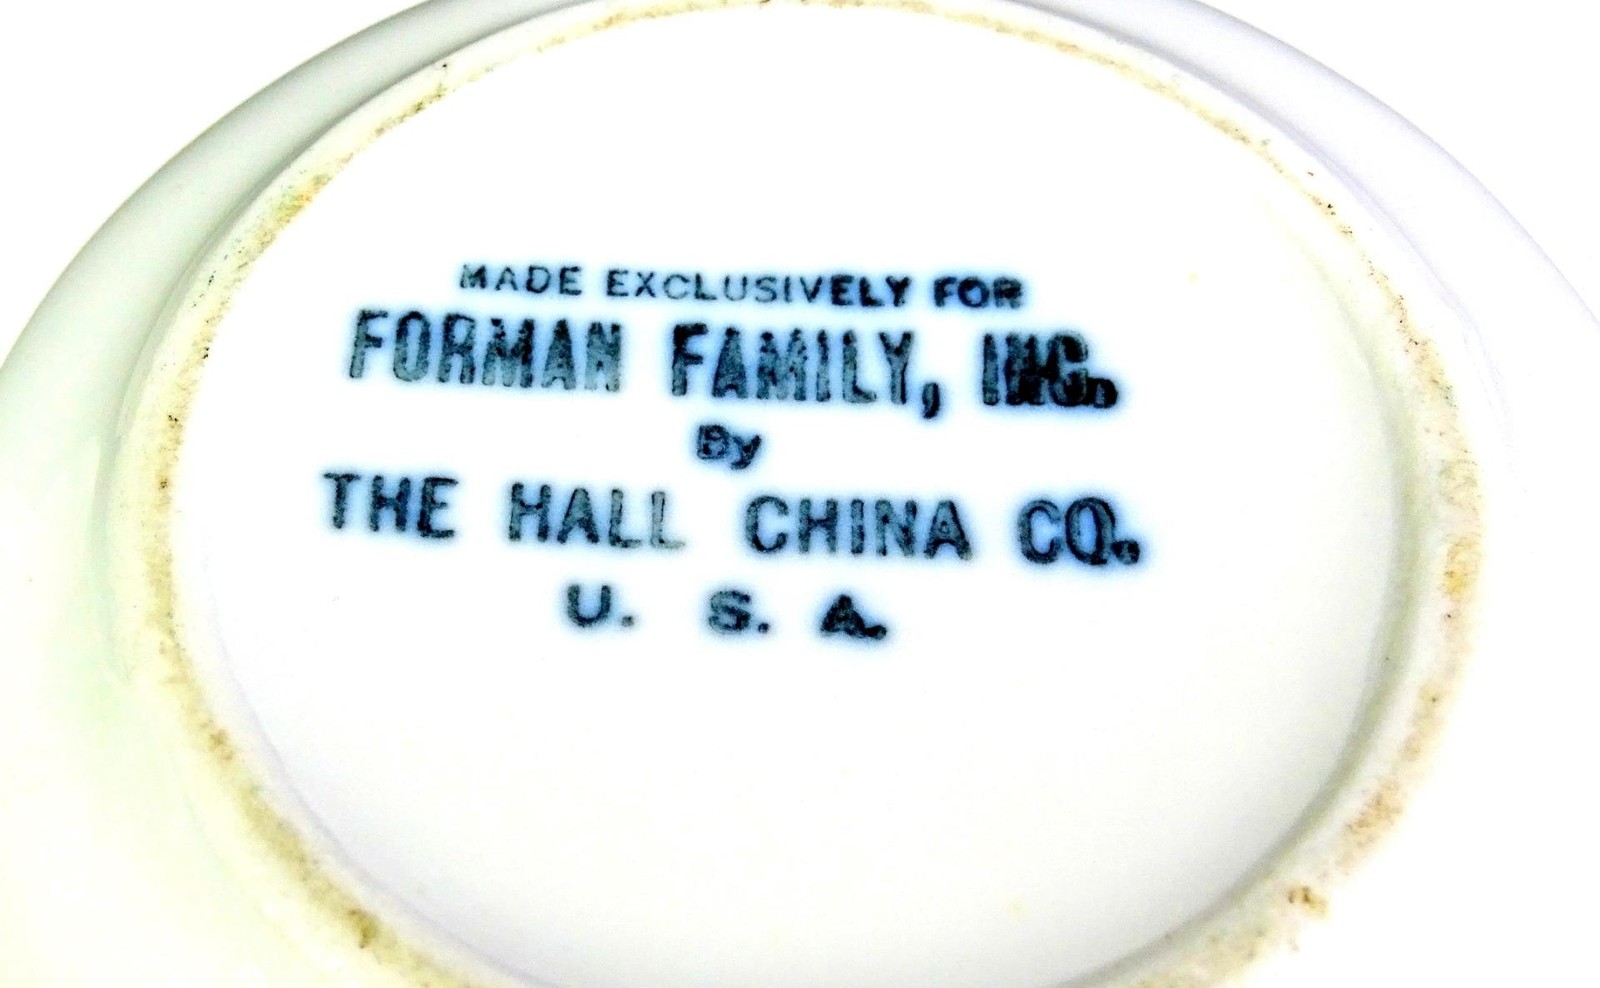 MADE EXCLUSIVELY FOR
FORMAN FAMILY, INC.
By
THE HALL CHINA CO.
U. S. A.